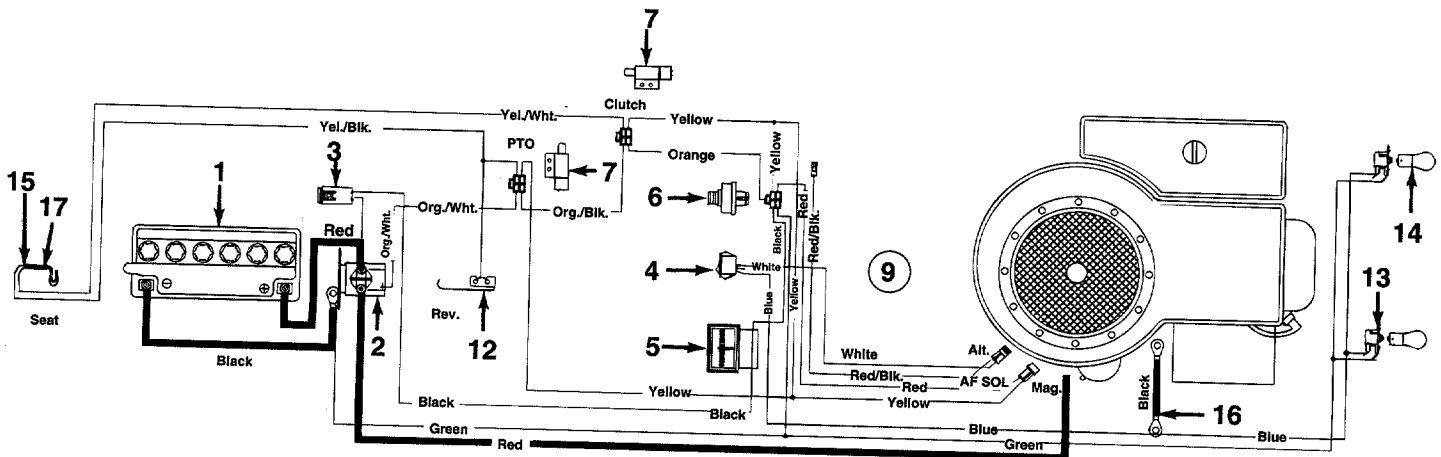 7
Clutch
Yel./Wht.
Yellow
Yel./Blk.
PTO
Yellow
3
Orange
7
15
17
1
6
Red
Org./Wht.
Org./Blk.
Red
Red/Blk.
14
Org./Wht.
Black
4
White
9
13
Blue
Yellow
Seat
Rev.
12
2
5
Black
White
Alt.
Red/Blk.
Red
AF SOL
Mag.
Black
16
Yellow
Yellow
Black
Black
Green
Blue
Blue
Red
Green